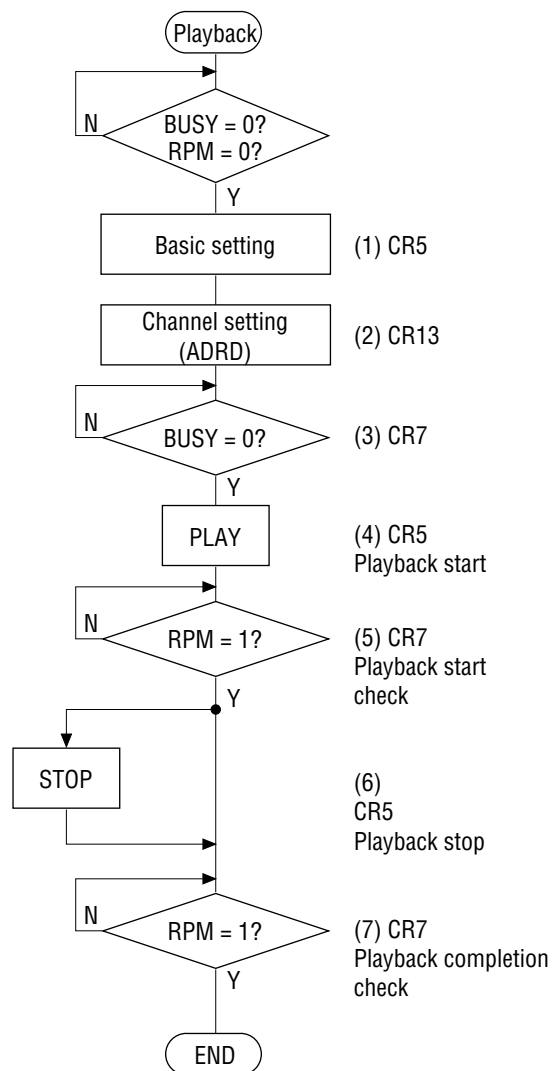 Playback
N
BUSY = 0?
RPM = 0?
Y
Basic setting
(1) CR5
Channel setting
(ADRD)
(2) CR13
N
BUSY = 0?
(3) CR7
Y
PLAY
(4) CR5
Playback start
N
RPM = 1?
(5) CR7
Playback start
check
Y
STOP
(6)
CR5
Playback stop
N
RPM = 1?
(7) CR7
Playback completion
check
Y
END